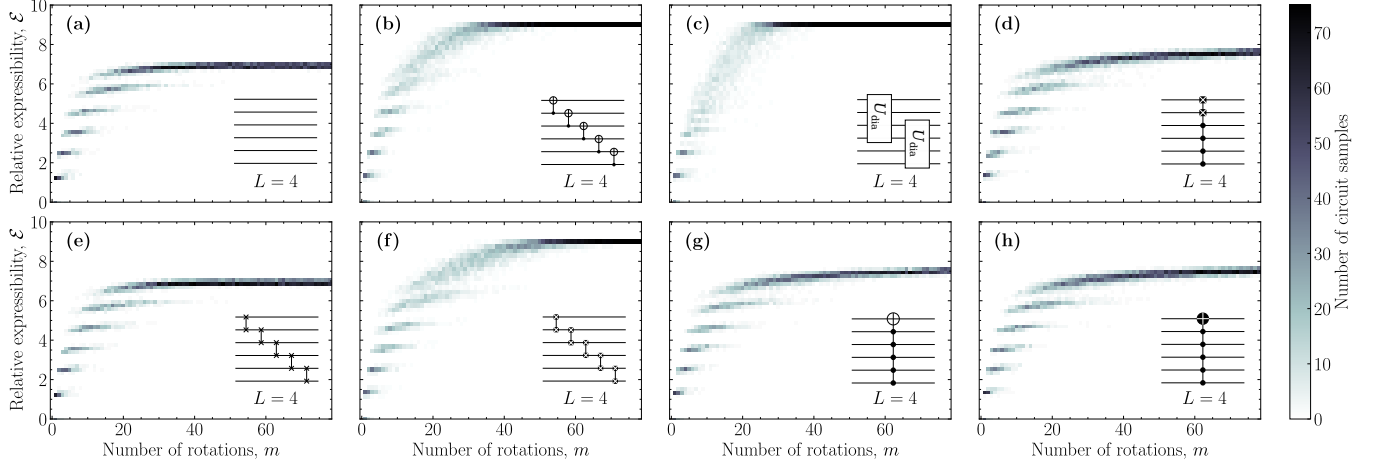 10
8
6
4
2
0
Relative expressibility, ℰ
(a)
L = 4
(b)
L = 4
(c)
U_dia
U_dia
L = 4
(d)
L = 4
10
8
6
4
2
0
Relative expressibility, ℰ
(e)
L = 4
0 20 40 60
Number of rotations, m
(f)
L = 4
0 20 40 60
Number of rotations, m
(g)
L = 4
0 20 40 60
Number of rotations, m
(h)
L = 4
0 20 40 60
Number of rotations, m
70
60
50
40
30
20
10
0
Number of circuit samples